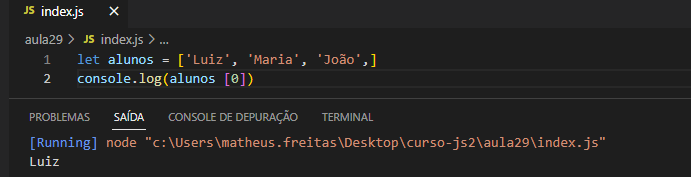 JS index.js ×
aula29 > JS index.js > ...
1 let alunos = ['Luiz', 'Maria', 'João',]
2 console.log(alunos [0])
PROBLEMAS SAÍDA CONSOLE DE DEPURAÇÃO TERMINAL
[Running] node "c:\Users\matheus.freitas\Desktop\curso-js2\aula29\index.js"
Luiz